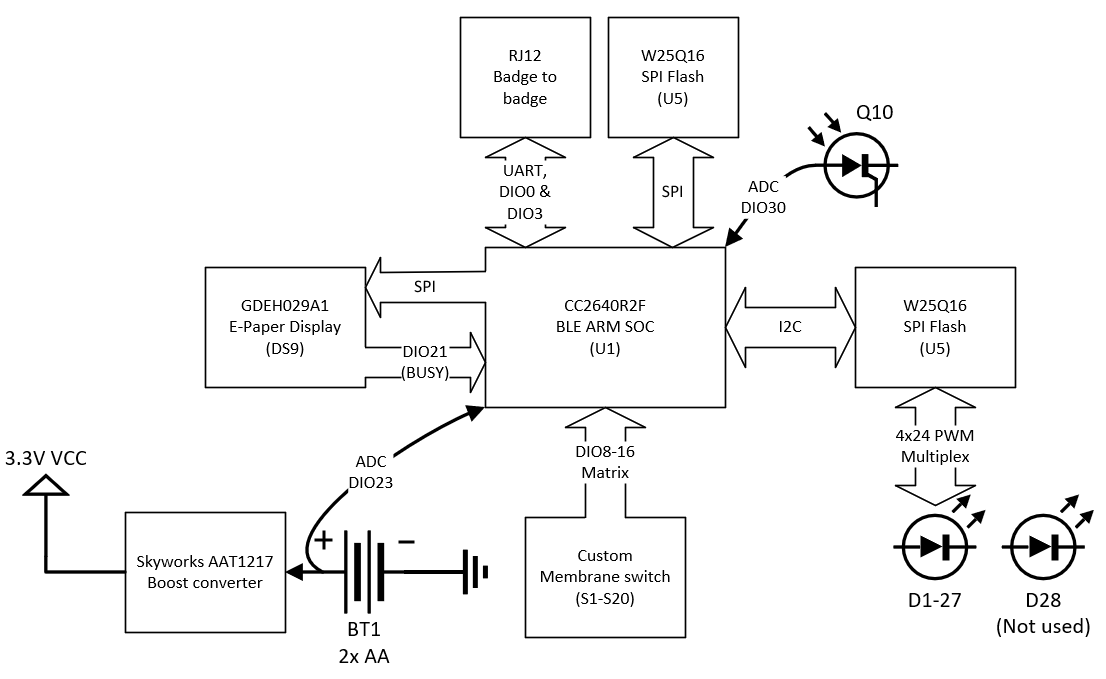 RJ12
Badge to
badge
W25Q16
SPI Flash
(U5)
Q10
UART,
DIO0 &
DIO3
SPI
ADC
DIO30
GDEH029A1
E-Paper Display
(DS9)
SPI
DIO21
(BUSY)
CC2640R2F
BLE ARM SOC
(U1)
I2C
W25Q16
SPI Flash
(U5)
4x24 PWM
Multiplex
DIO8-16
Matrix
ADC
DIO23
3.3V VCC
Skyworks AAT1217
Boost converter
+
−
BT1
2x AA
Custom
Membrane switch
(S1-S20)
D1-27
D28
(Not used)